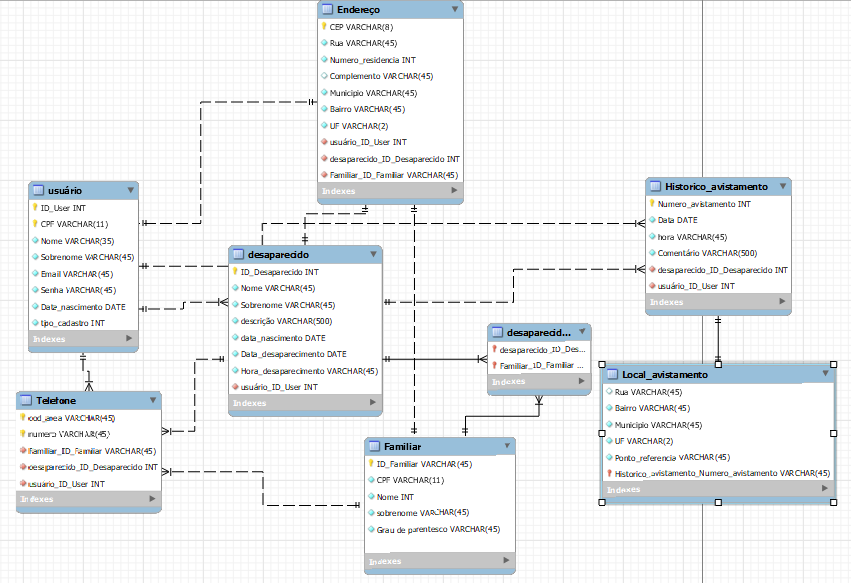 Endereço
CEP VARCHAR(8)
Rua VARCHAR(45)
Numero_residencia INT
Complemento VARCHAR(45)
Municipio VARCHAR(45)
Bairro VARCHAR(45)
UF VARCHAR(2)
usuário_ID_User INT
desaparecido_ID_Desaparecido INT
Familiar_ID_Familiar VARCHAR(45)
Indexes
usuário
ID_User INT
CPF VARCHAR(11)
Nome VARCHAR(35)
Sobrenome VARCHAR(45)
Email VARCHAR(45)
Senha VARCHAR(45)
Data_nascimento DATE
tipo_cadastro INT
Indexes
Historico_avistamento
Numero_avistamento INT
Data DATE
hora VARCHAR(45)
Comentário VARCHAR(500)
desaparecido_ID_Desaparecido INT
usuário_ID_User INT
Indexes
desaparecido
ID_Desaparecido INT
Nome VARCHAR(45)
Sobrenome VARCHAR(45)
descrição VARCHAR(500)
data_nascimento DATE
Data_desaparecimento DATE
Hora_desaparecimento VARCHAR(45)
usuário_ID_User INT
Indexes
desaparecid...
desaparecido_ID_Des...
Familiar_ID_Familiar ...
Indexes
Local_avistamento
Rua VARCHAR(45)
Bairro VARCHAR(45)
Municipio VARCHAR(45)
UF VARCHAR(2)
Ponto_referencia VARCHAR(45)
Historico_avistamento_Numero_avistamento VARCHAR(45)
Indexes
Telefone
cod_area VARCHAR(45)
numero VARCHAR(45)
Familiar_ID_Familiar VARCHAR(45)
desaparecido_ID_Desaparecido INT
usuário_ID_User INT
Indexes
Familiar
ID_Familiar VARCHAR(45)
CPF VARCHAR(11)
Nome INT
sobrenome VARCHAR(45)
Grau de parentesco VARCHAR(45)
Indexes